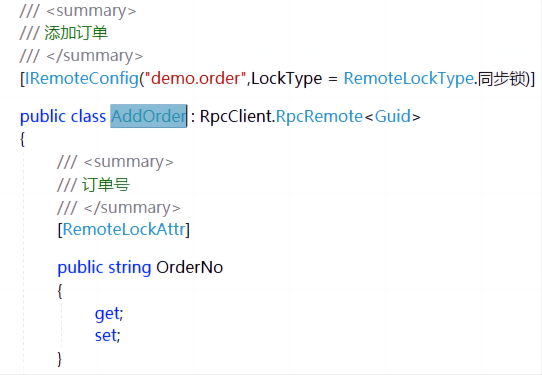 /// <summary>
/// 添加订单
/// </summary>
[IRemoteConfig("demo.order",LockType = RemoteLockType.同步锁)]
public class AddOrder : RpcClient.RpcRemote<Guid>
{
/// <summary>
/// 订单号
/// </summary>
[RemoteLockAttr]
public string OrderNo
{
get;
set;
}